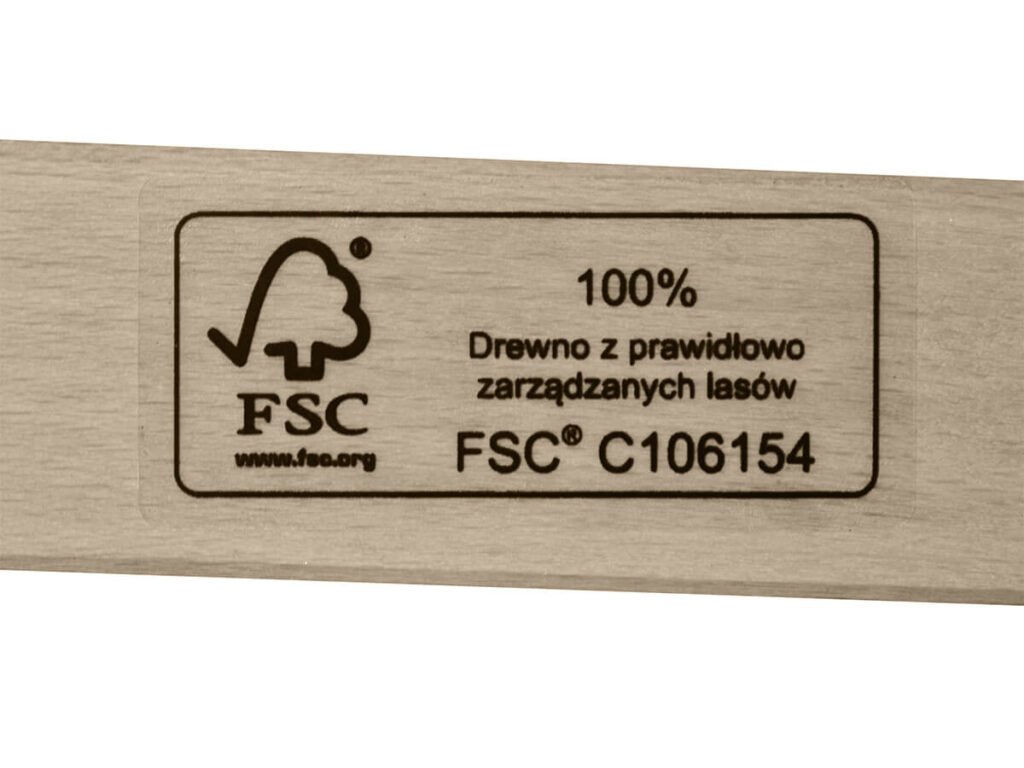 ®
FSC
www.fsc.org
100%
Drewno z prawidłowo
zarządzanych lasów
FSC® C106154